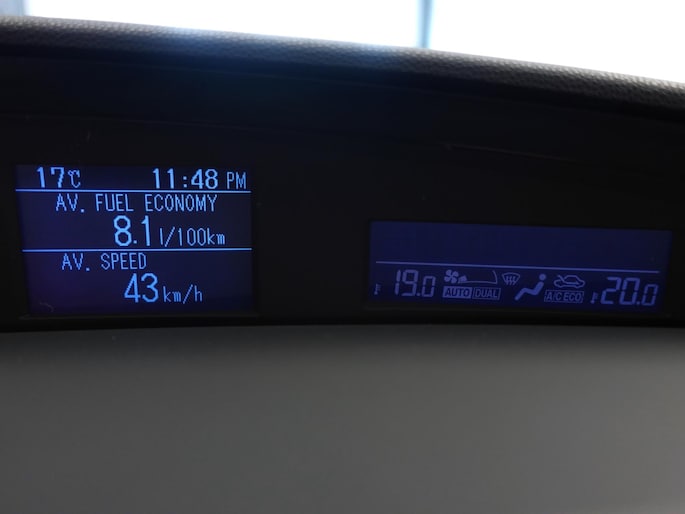 17℃ 11:48 PM
AV. FUEL ECONOMY
8.1 l/100km
AV. SPEED
43 km/h
19.0 AUTO DUAL A/C ECO 20.0